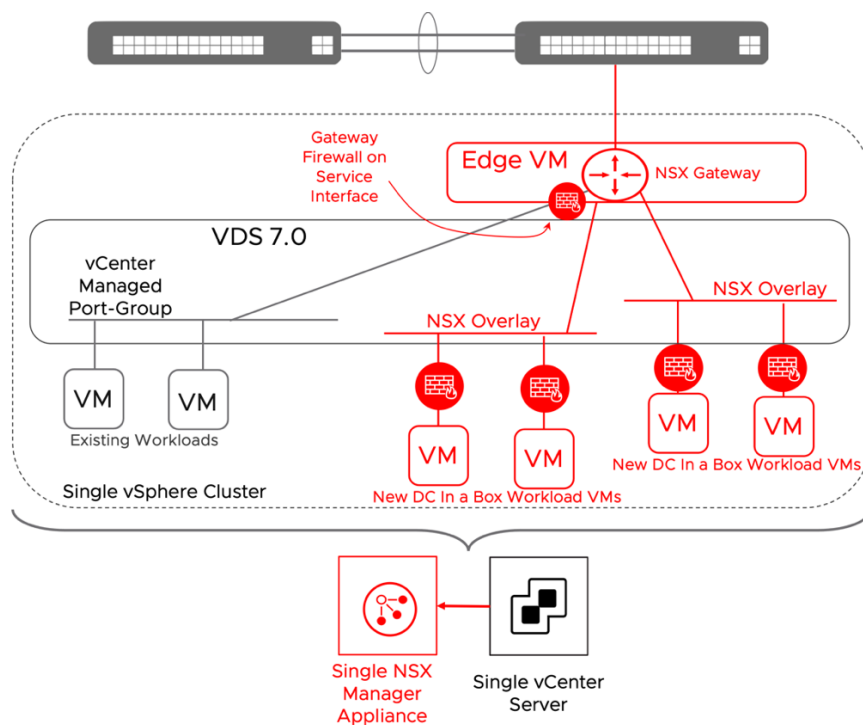 Gateway
Firewall on
Service
Interface
Edge VM
NSX Gateway
VDS 7.0
vCenter
Managed
Port-Group
NSX Overlay
NSX Overlay
VM
VM
VM
VM
VM
VM
Existing Workloads
New DC In a Box Workload VMs
New DC In a Box Workload VMs
Single vSphere Cluster
Single NSX
Manager
Appliance
Single vCenter
Server